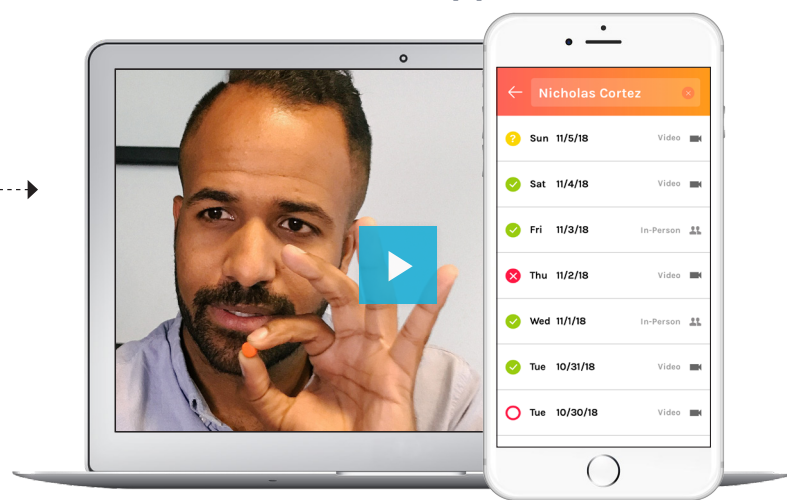 Nicholas Cortez
Sun 11/5/18 Video
Sat 11/4/18 Video
Fri 11/3/18 In-Person
Thu 11/2/18 Video
Wed 11/1/18 In-Person
Tue 10/31/18 Video
Tue 10/30/18 Video